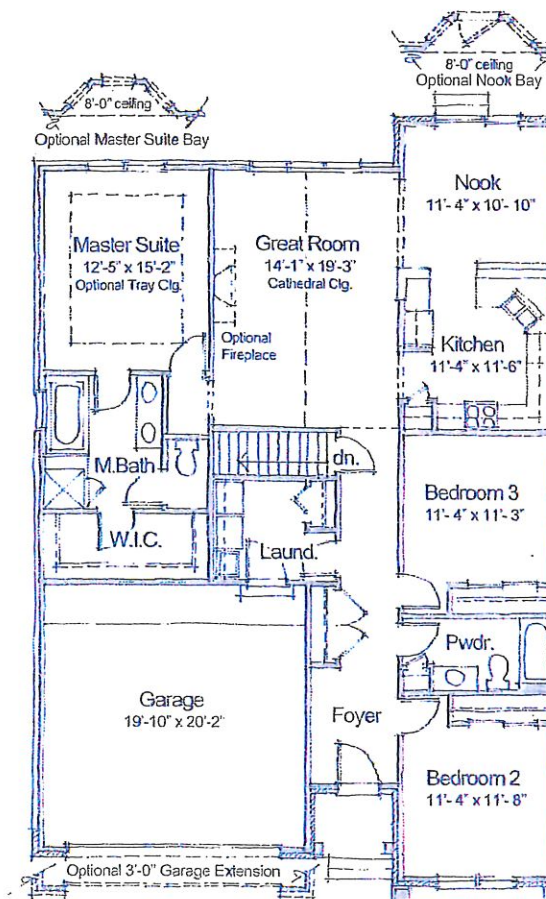 8'-0" ceiling
Optional Nook Bay
8'-0" ceiling
Optional Master Suite Bay
Nook
11'- 4" x 10'- 10"
Master Suite
12'-5" x 15'-2"
Optional Tray Clg.
Great Room
14'-1" x 19'-3"
Cathedral Clg.
Optional
Fireplace
Kitchen
11'-4" x 11'-6"
M.Bath
dn.
Bedroom 3
11'- 4" x 11'- 3"
W.I.C.
Laund.
Pwdr.
Garage
19'-10" x 20'-2"
Foyer
Bedroom 2
11'- 4" x 11'- 8"
Optional 3'-0" Garage Extension